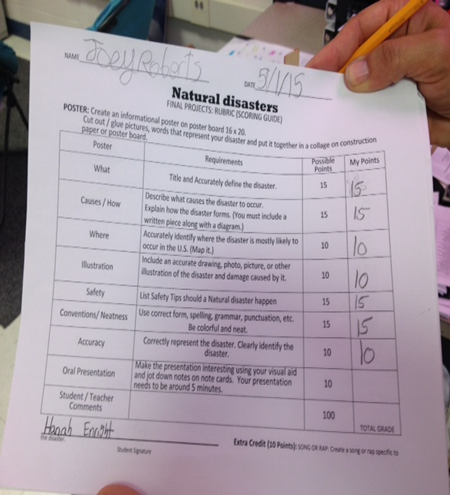 NAME Joey Roberts DATE 5/1/15
Natural disasters
FINAL PROJECTS: RUBRIC (SCORING GUIDE)
POSTER: Create an informational poster on poster board 16 x 20.
Cut out / glue pictures, words that represent your disaster and put it together in a collage on construction
paper or poster board.
Poster Requirements Possible Points My Points
What Title and Accurately define the disaster. 15 15
Causes / How Describe what causes the disaster to occur.
Explain how the disaster forms. (You must include a
written piece along with a diagram.) 15 15
Where Accurately identify where the disaster is mostly likely to
occur in the U.S. (Map it.) 10 10
Illustration Include an accurate drawing, photo, picture, or other
illustration of the disaster and damage caused by it. 10 10
Safety List Safety Tips should a Natural disaster happen 15 15
Conventions/ Neatness Use correct form, spelling, grammar, punctuation, etc.
Be colorful and neat. 15 15
Accuracy Correctly represent the disaster. Clearly identify the
disaster. 10 10
Oral Presentation Make the presentation interesting using your visual aid
and jot down notes on note cards. Your presentation
needs to be around 5 minutes. 10
Student / Teacher
Comments 100 TOTAL GRADE
Hanah Enright
Extra Credit (10 Points): SONG OR RAP: Create a song or rap specific to
the disaster.
Student Signature